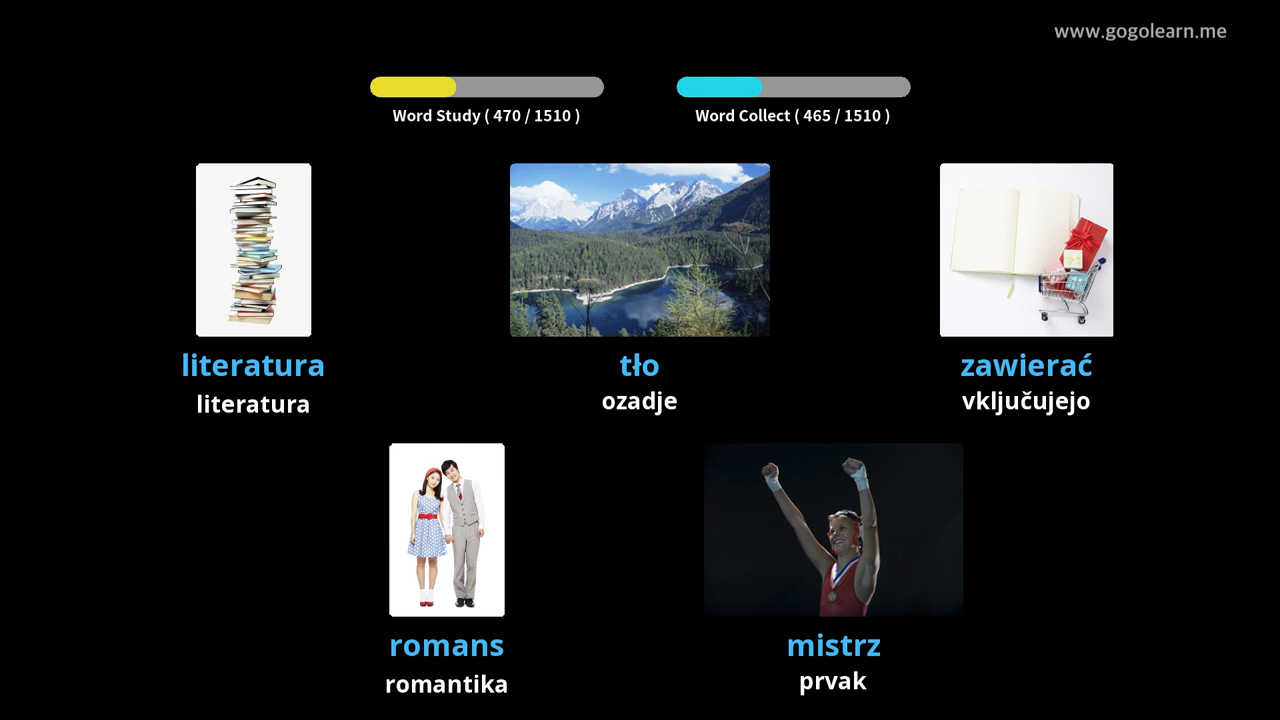 www.gogolearn.me
Word Study ( 470 / 1510 )
Word Collect ( 465 / 1510 )
literatura
literatura
tło
ozadje
zawierać
vključujejo
romans
romantika
mistrz
prvak